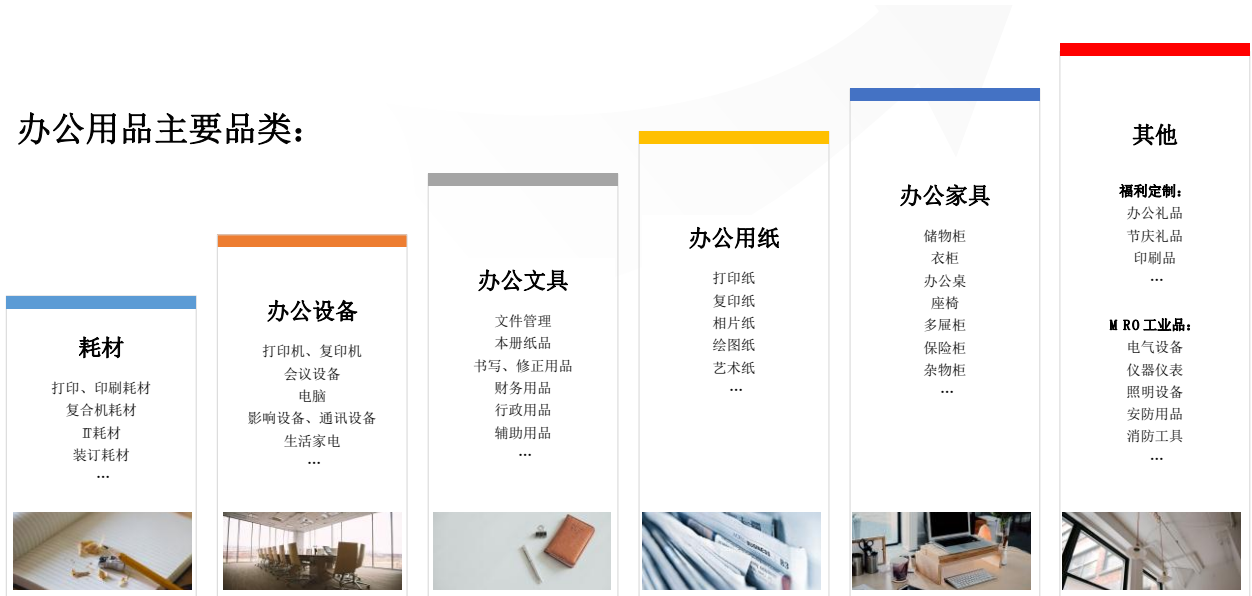 办公用品主要品类：
耗材
打印、印刷耗材
复合机耗材
IT耗材
装订耗材
…
办公设备
打印机、复印机
会议设备
电脑
影响设备、通讯设备
生活家电
…
办公文具
文件管理
本册纸品
书写、修正用品
财务用品
行政用品
辅助用品
…
办公用纸
打印纸
复印纸
相片纸
绘图纸
艺术纸
…
办公家具
储物柜
衣柜
办公桌
座椅
多屉柜
保险柜
杂物柜
…
其他
福利定制：
办公礼品
节庆礼品
印刷品
…
MRO工业品：
电气设备
仪器仪表
照明设备
安防用品
消防工具
…
BUSINESS